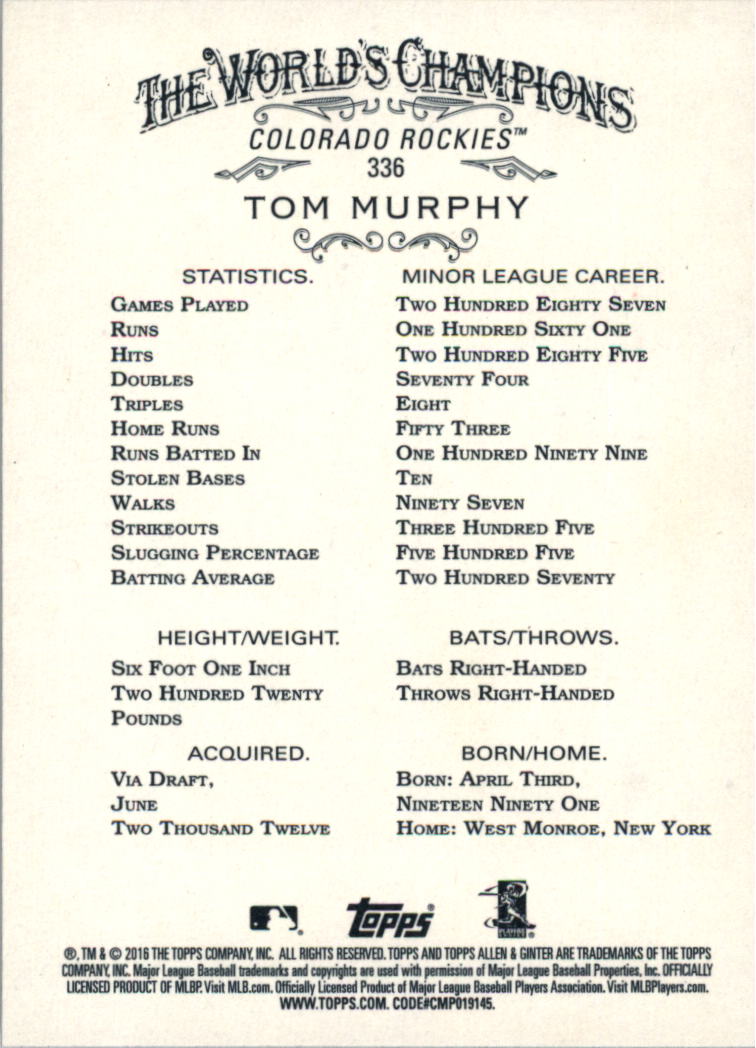 THE WORLD'S CHAMPIONS
COLORADO ROCKIES™
336
TOM MURPHY
STATISTICS. MINOR LEAGUE CAREER.
GAMES PLAYED TWO HUNDRED EIGHTY SEVEN
RUNS ONE HUNDRED SIXTY ONE
HITS TWO HUNDRED EIGHTY FIVE
DOUBLES SEVENTY FOUR
TRIPLES EIGHT
HOME RUNS FIFTY THREE
RUNS BATTED IN ONE HUNDRED NINETY NINE
STOLEN BASES TEN
WALKS NINETY SEVEN
STRIKEOUTS THREE HUNDRED FIVE
SLUGGING PERCENTAGE FIVE HUNDRED FIVE
BATTING AVERAGE TWO HUNDRED SEVENTY
HEIGHT/WEIGHT. BATS/THROWS.
SIX FOOT ONE INCH BATS RIGHT-HANDED
TWO HUNDRED TWENTY THROWS RIGHT-HANDED
POUNDS
ACQUIRED. BORN/HOME.
VIA DRAFT, BORN: APRIL THIRD,
JUNE NINETEEN NINETY ONE
TWO THOUSAND TWELVE HOME: WEST MONROE, NEW YORK
Topps®
PLAYERS CHOICE®
®, TM & © 2016 THE TOPPS COMPANY, INC. ALL RIGHTS RESERVED. TOPPS AND TOPPS ALLEN & GINTER ARE TRADEMARKS OF THE TOPPS
COMPANY, INC. Major League Baseball trademarks and copyrights are used with permission of Major League Baseball Properties, Inc. OFFICIALLY
LICENSED PRODUCT OF MLBP. Visit MLB.com. Officially Licensed Product of Major League Baseball Players Association. Visit MLBPlayers.com.
WWW.TOPPS.COM. CODE#CMP019145.